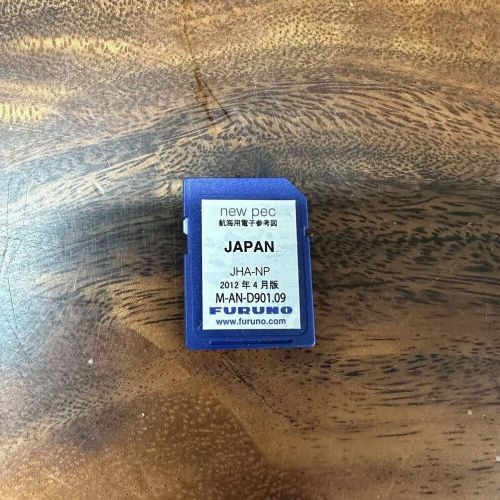 new pec
航海用電子参考図
JAPAN
JHA-NP
2012 年 4 月版
M-AN-D901.09
FURUNO
www.furuno.com